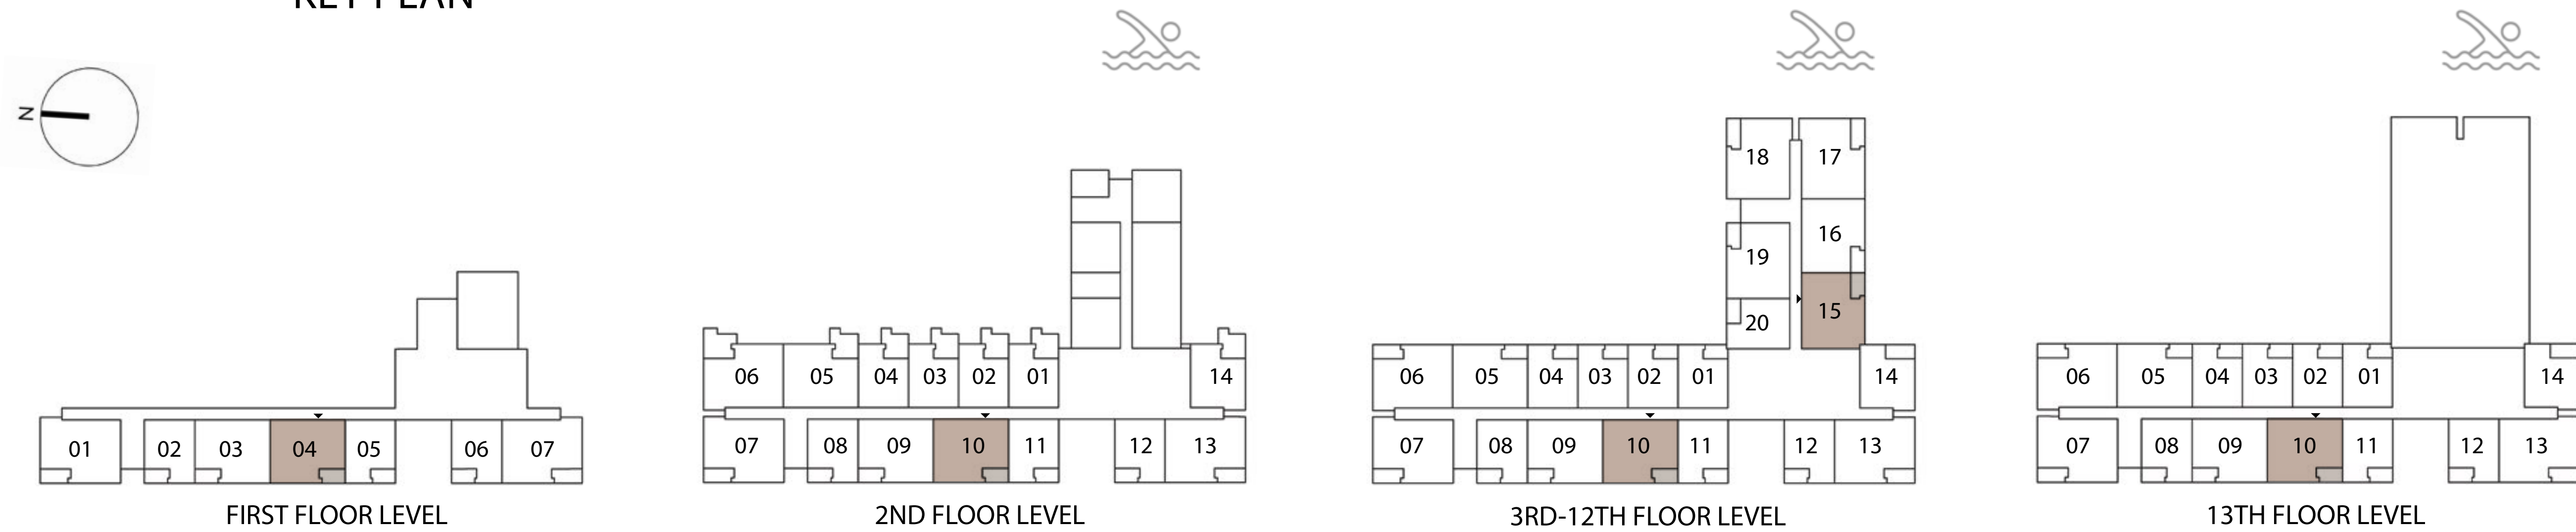 KEY PLAN
N
18 17
16
19
15
20
06 05 04 03 02 01 14
06 05 04 03 02 01 14
06 05 04 03 02 01 14
01 02 03 04 05 06 07
07 08 09 10 11 12 13
07 08 09 10 11 12 13
07 08 09 10 11 12 13
FIRST FLOOR LEVEL
2ND FLOOR LEVEL
3RD-12TH FLOOR LEVEL
13TH FLOOR LEVEL